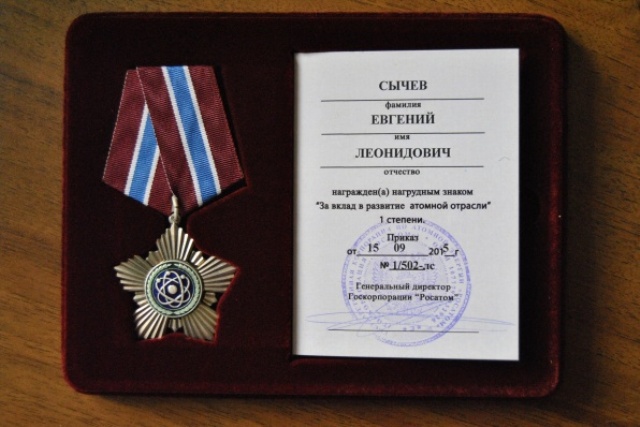 СЫЧЕВ
фамилия
ЕВГЕНИЙ
имя
ЛЕОНИДОВИЧ
отчество
награжден(а) нагрудным знаком
"За вклад в развитие атомной отрасли"
1 степени.
Приказ
от 15 09 2015 г
№ 1/502-лс
Генеральный директор
Госкорпорации "Росатом"